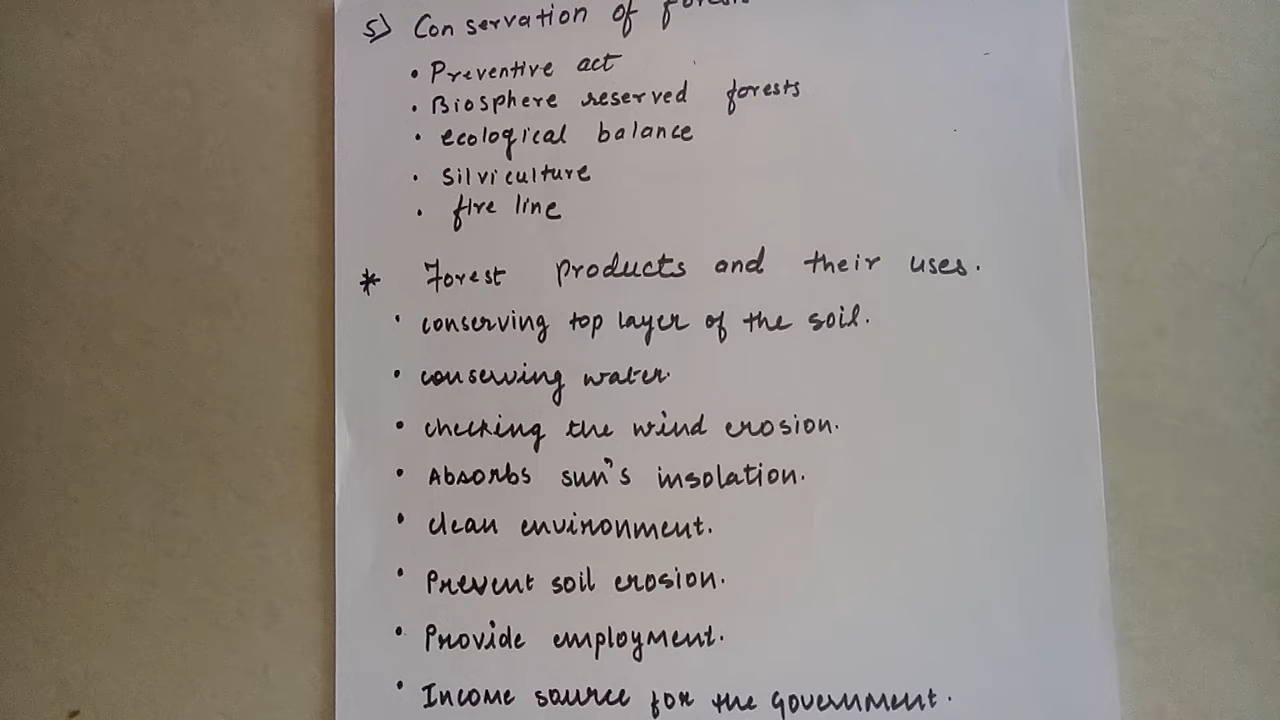 5) Conservation of forests
• Preventive act
• Biosphere reserved forests
• ecological balance
• Silviculture
• fire line
* Forest products and their uses.
• conserving top layer of the soil.
• conserving water.
• checking the wind erosion.
• Absorbs sun's insolation.
• clean environment.
• Prevent soil erosion.
• Provide employment.
• Income source for the government.